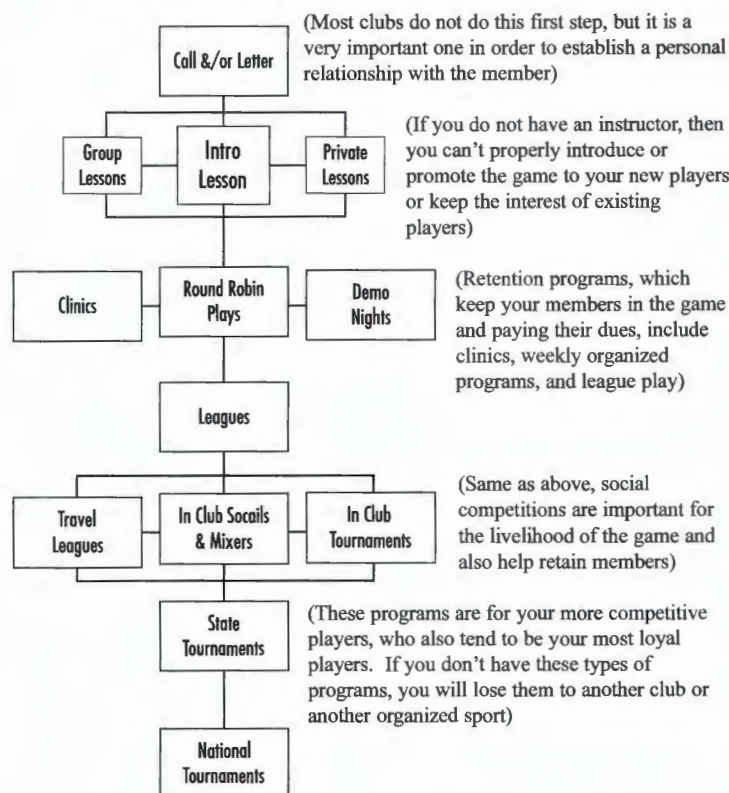 Call &/or Letter
(Most clubs do not do this first step, but it is a
very important one in order to establish a personal
relationship with the member)
Group
Lessons
Intro
Lesson
Private
Lessons
(If you do not have an instructor, then
you can't properly introduce or
promote the game to your new players
or keep the interest of existing
players)
Clinics
Round Robin
Plays
Demo
Nights
(Retention programs, which
keep your members in the game
and paying their dues, include
clinics, weekly organized
programs, and league play)
Leagues
Travel
Leagues
In Club Socails
& Mixers
In Club
Tournaments
(Same as above, social
competitions are important for
the livelihood of the game and
also help retain members)
State
Tournaments
(These programs are for your more competitive
players, who also tend to be your most loyal
players. If you don't have these types of
programs, you will lose them to another club or
another organized sport)
National
Tournaments